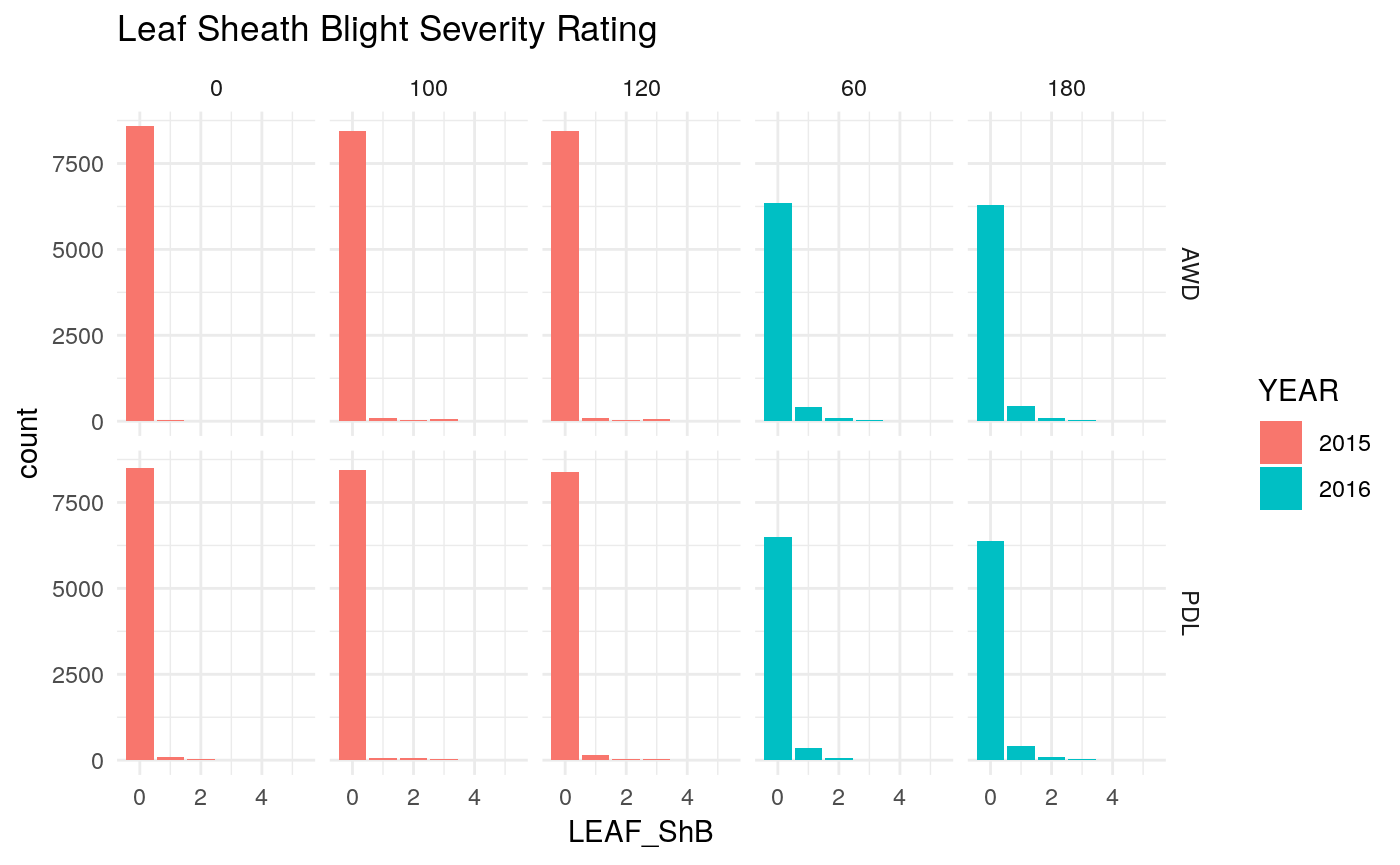 Leaf Sheath Blight Severity Rating
0 100 120 60 180
7500
5000
2500
0
AWD
7500
5000
2500
0
PDL
0 2 4 0 2 4 0 2 4 0 2 4 0 2 4
LEAF_ShB
count
YEAR
2015
2016